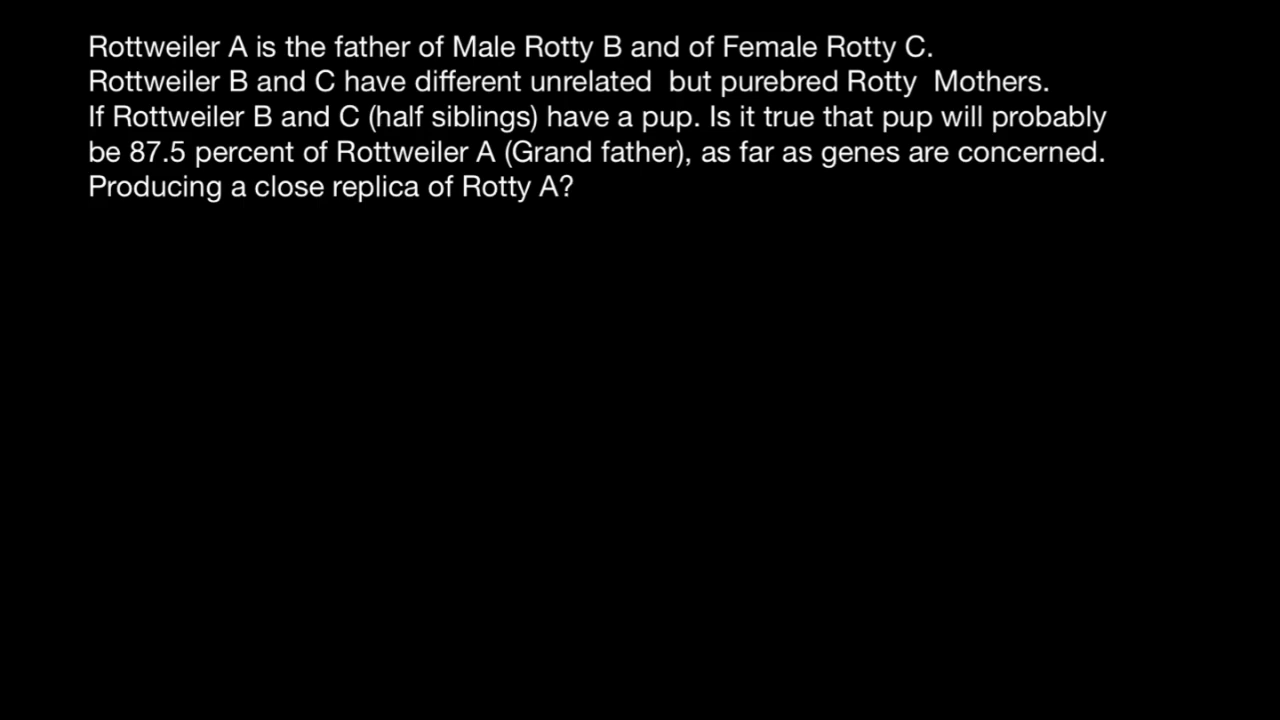 Rottweiler A is the father of Male Rotty B and of Female Rotty C.
Rottweiler B and C have different unrelated  but purebred Rotty  Mothers.
If Rottweiler B and C (half siblings) have a pup. Is it true that pup will probably
be 87.5 percent of Rottweiler A (Grand father), as far as genes are concerned.
Producing a close replica of Rotty A?